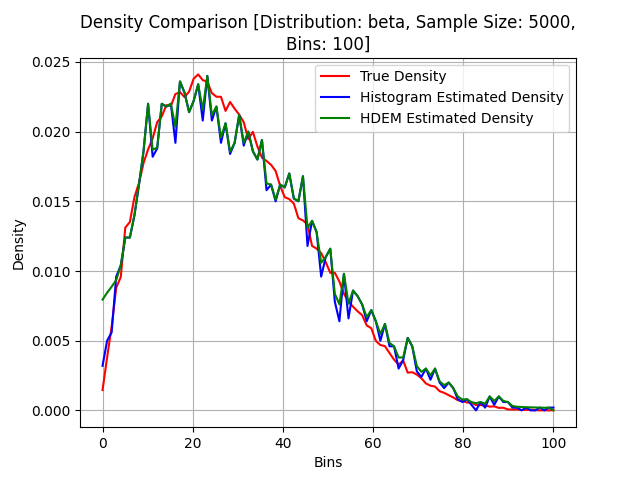 Density Comparison [Distribution: beta, Sample Size: 5000,
Bins: 100]
True Density
Histogram Estimated Density
HDEM Estimated Density
Density
0.025
0.020
0.015
0.010
0.005
0.000
0 20 40 60 80 100
Bins